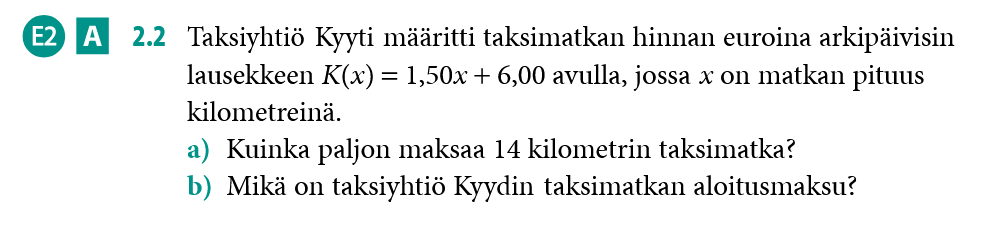 E2 A 2.2 Taksiyhtiö Kyyti määritti taksimatkan hinnan euroina arkipäivisin
lausekkeen K(x) = 1,50x + 6,00 avulla, jossa x on matkan pituus
kilometreinä.
a) Kuinka paljon maksaa 14 kilometrin taksimatka?
b) Mikä on taksiyhtiö Kyydin taksimatkan aloitusmaksu?